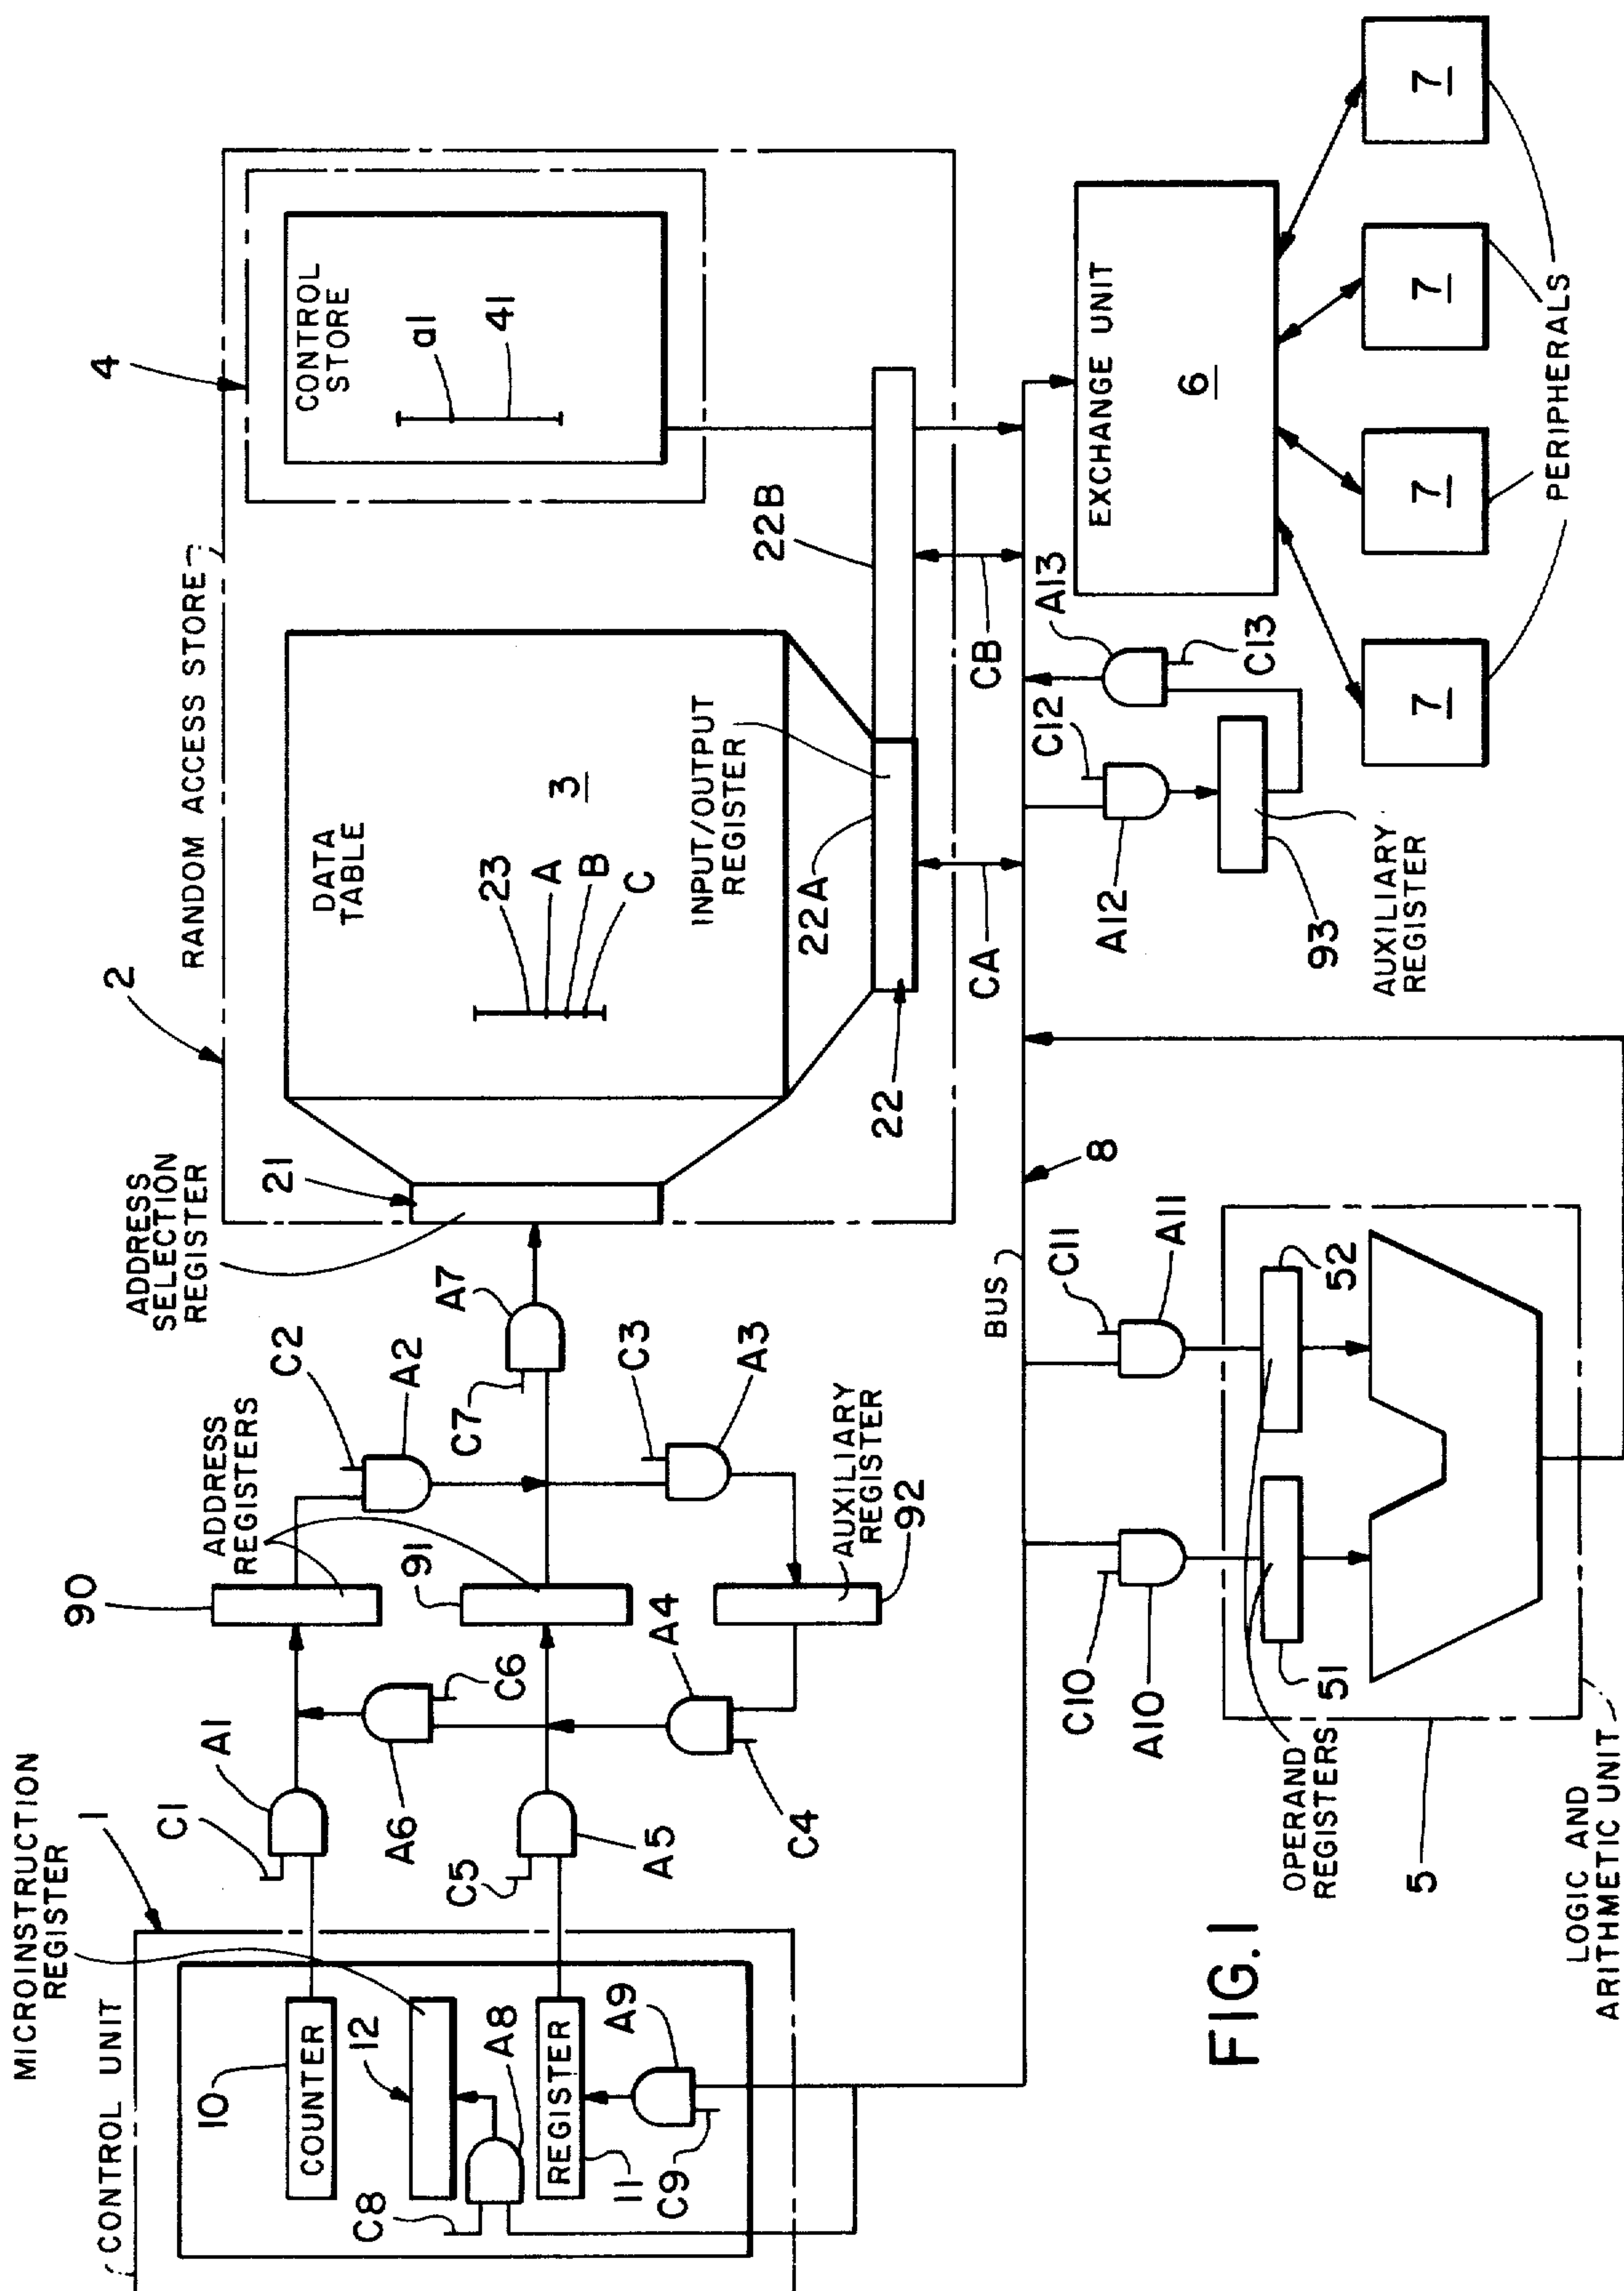 MICROINSTRUCTION
REGISTER
CONTROL UNIT
1
10
COUNTER
12
C8
A8
REGISTER
11
A9
C9
C1
A1
C5
A5
A6
C6
A4
C4
90
ADDRESS
REGISTERS
91
AUXILIARY
REGISTER
92
C2
A2
C3
A3
C7
A7
ADDRESS
SELECTION
REGISTER
21
2
RANDOM ACCESS STORE
DATA
TABLE
3
23
A
B
C
INPUT/OUTPUT
REGISTER
22A
22
22B
4
CONTROL
STORE
a1
41
CA
CB
BUS
8
C10
A10
C11
A11
OPERAND
REGISTERS
51
52
5
LOGIC AND
ARITHMETIC UNIT
C12
A12
A13
C13
93
AUXILIARY
REGISTER
EXCHANGE UNIT
6
7
7
7
7
PERIPHERALS
FIG.1